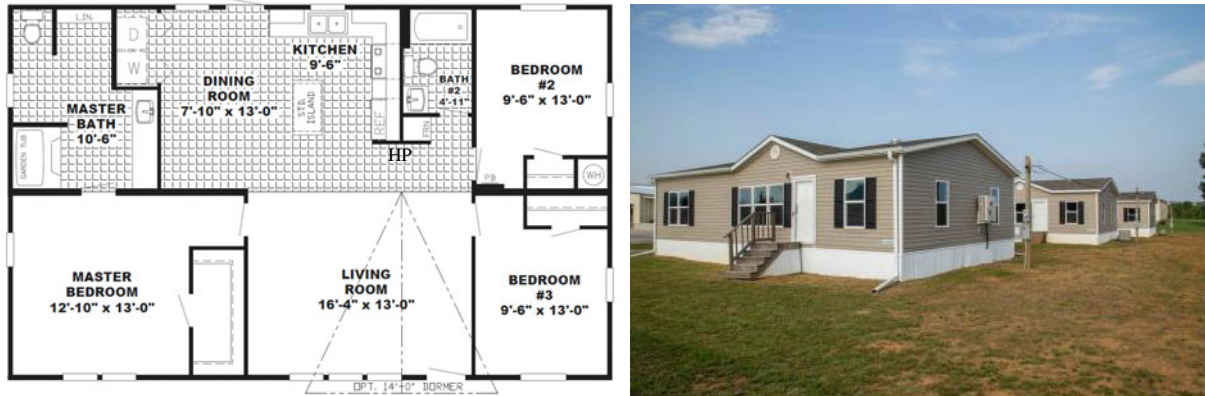 LIN.
D
W
KITCHEN
9'-6"
DINING
ROOM
7'-10" x 13'-0"
STD.
ISLAND
REF
BATH
#2
4'-11"
FRN
HP
BEDROOM
#2
9'-6" x 13'-0"
MASTER
BATH
10'-6"
GARDEN TUB
PB
WH
MASTER
BEDROOM
12'-10" x 13'-0"
LIVING
ROOM
16'-4" x 13'-0"
BEDROOM
#3
9'-6" x 13'-0"
OPT. 14'-0" DORMER